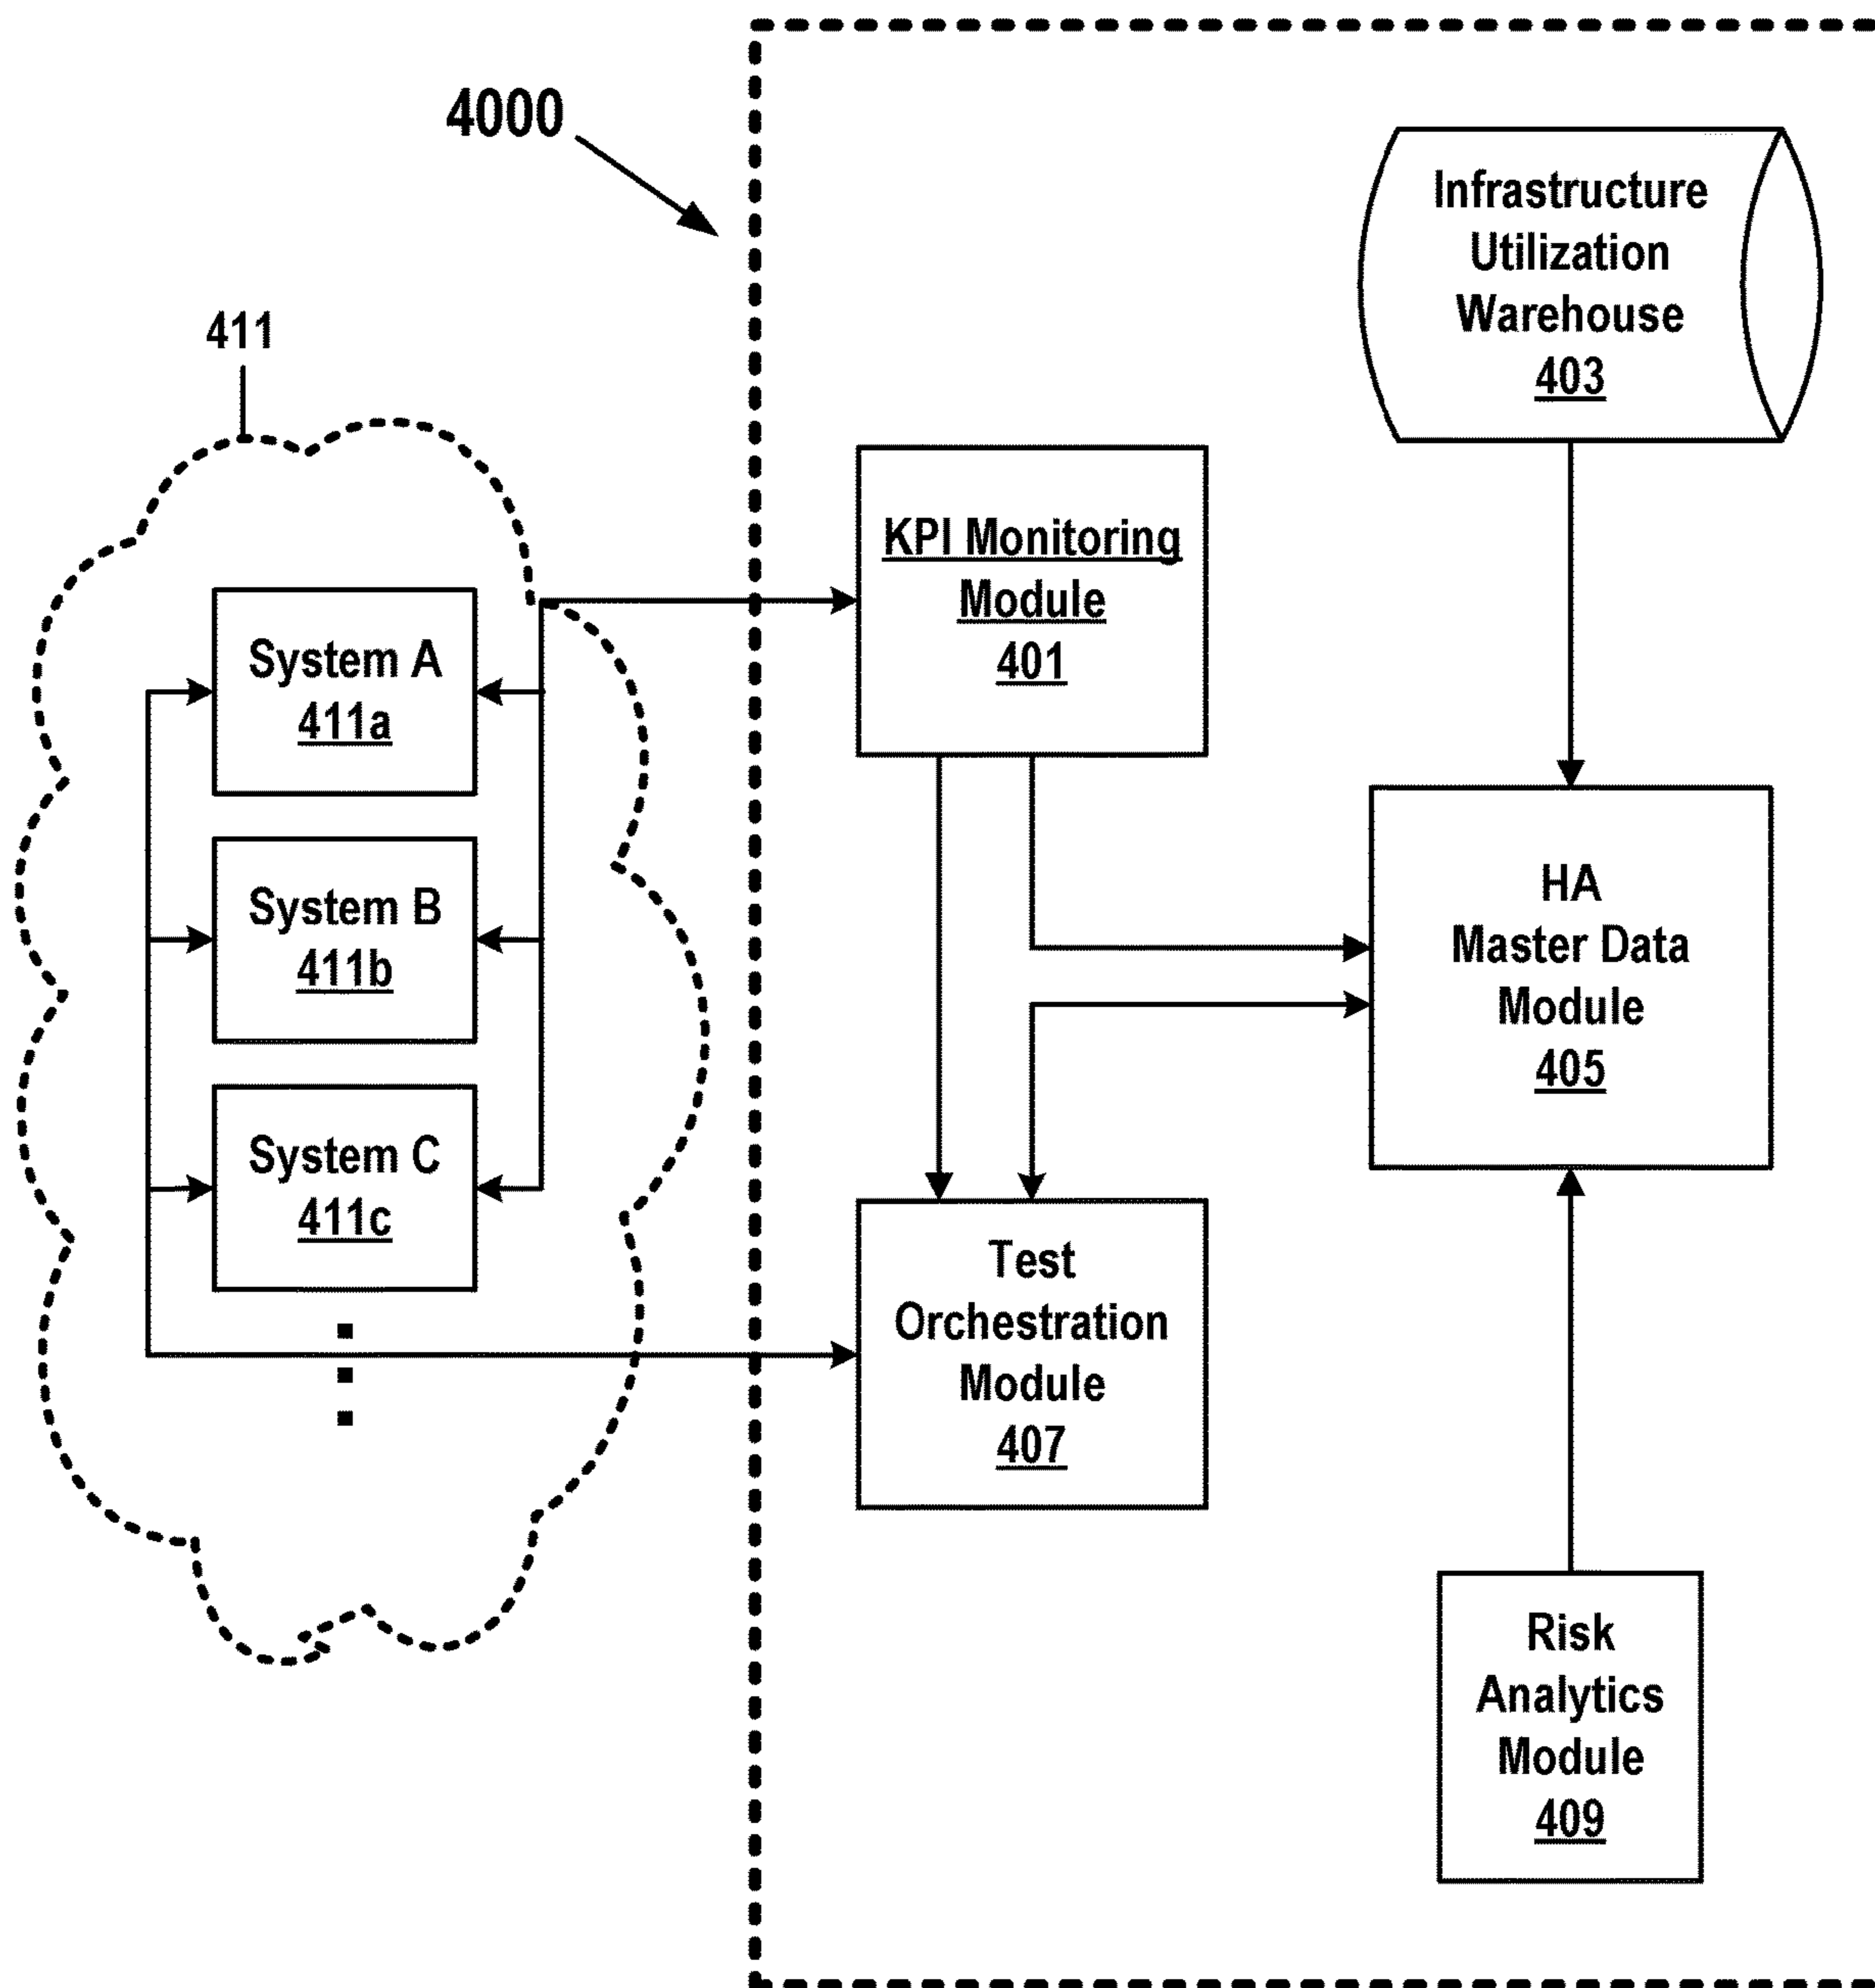 4000
411
System A
411a
System B
411b
System C
411c
KPI Monitoring
Module
401
Infrastructure
Utilization
Warehouse
403
HA
Master Data
Module
405
Test
Orchestration
Module
407
Risk
Analytics
Module
409